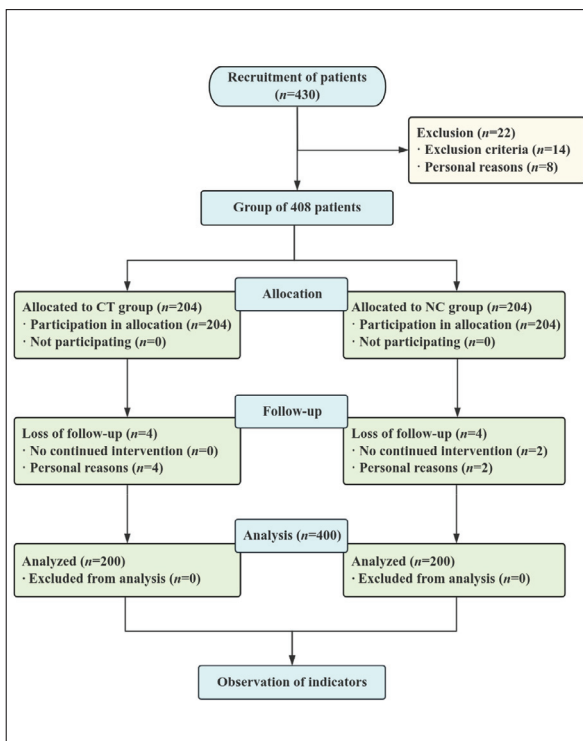 Recruitment of patients
(n=430)
Exclusion (n=22)
· Exclusion criteria (n=14)
· Personal reasons (n=8)
Group of 408 patients
Allocation
Allocated to CT group (n=204)
· Participation in allocation (n=204)
· Not participating (n=0)
Allocated to NC group (n=204)
· Participation in allocation (n=204)
· Not participating (n=0)
Follow-up
Loss of follow-up (n=4)
· No continued intervention (n=0)
· Personal reasons (n=4)
Loss of follow-up (n=4)
· No continued intervention (n=2)
· Personal reasons (n=2)
Analysis (n=400)
Analyzed (n=200)
· Excluded from analysis (n=0)
Analyzed (n=200)
· Excluded from analysis (n=0)
Observation of indicators